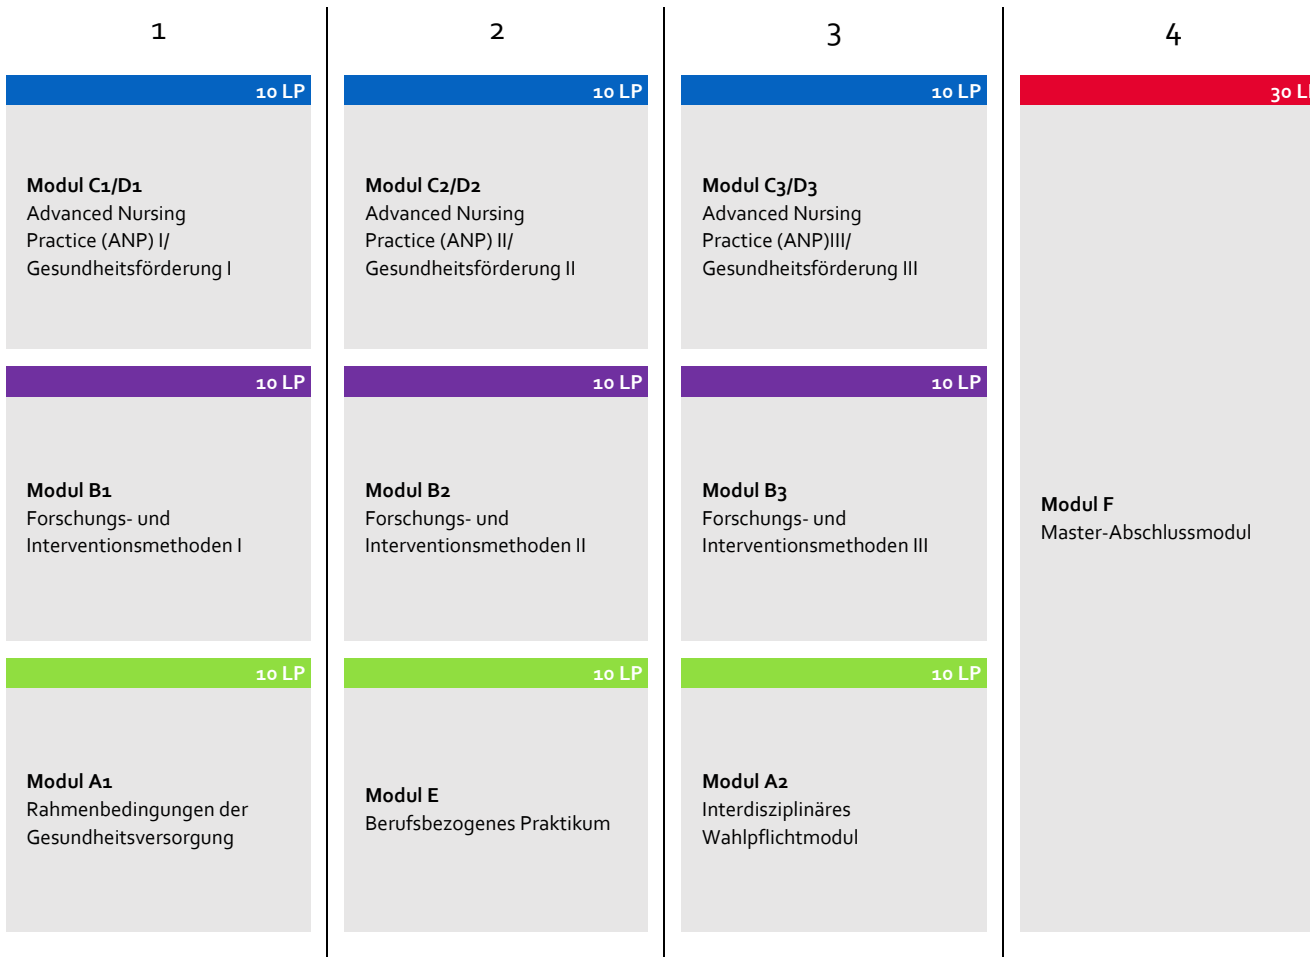 1
10 LP
Modul C1/D1
Advanced Nursing
Practice (ANP) I/
Gesundheitsförderung I
10 LP
Modul B1
Forschungs- und
Interventionsmethoden I
10 LP
Modul A1
Rahmenbedingungen der
Gesundheitsversorgung
2
10 LP
Modul C2/D2
Advanced Nursing
Practice (ANP) II/
Gesundheitsförderung II
10 LP
Modul B2
Forschungs- und
Interventionsmethoden II
10 LP
Modul E
Berufsbezogenes Praktikum
3
10 LP
Modul C3/D3
Advanced Nursing
Practice (ANP)III/
Gesundheitsförderung III
10 LP
Modul B3
Forschungs- und
Interventionsmethoden III
10 LP
Modul A2
Interdisziplinäres
Wahlpflichtmodul
4
30 LP
Modul F
Master-Abschlussmodul